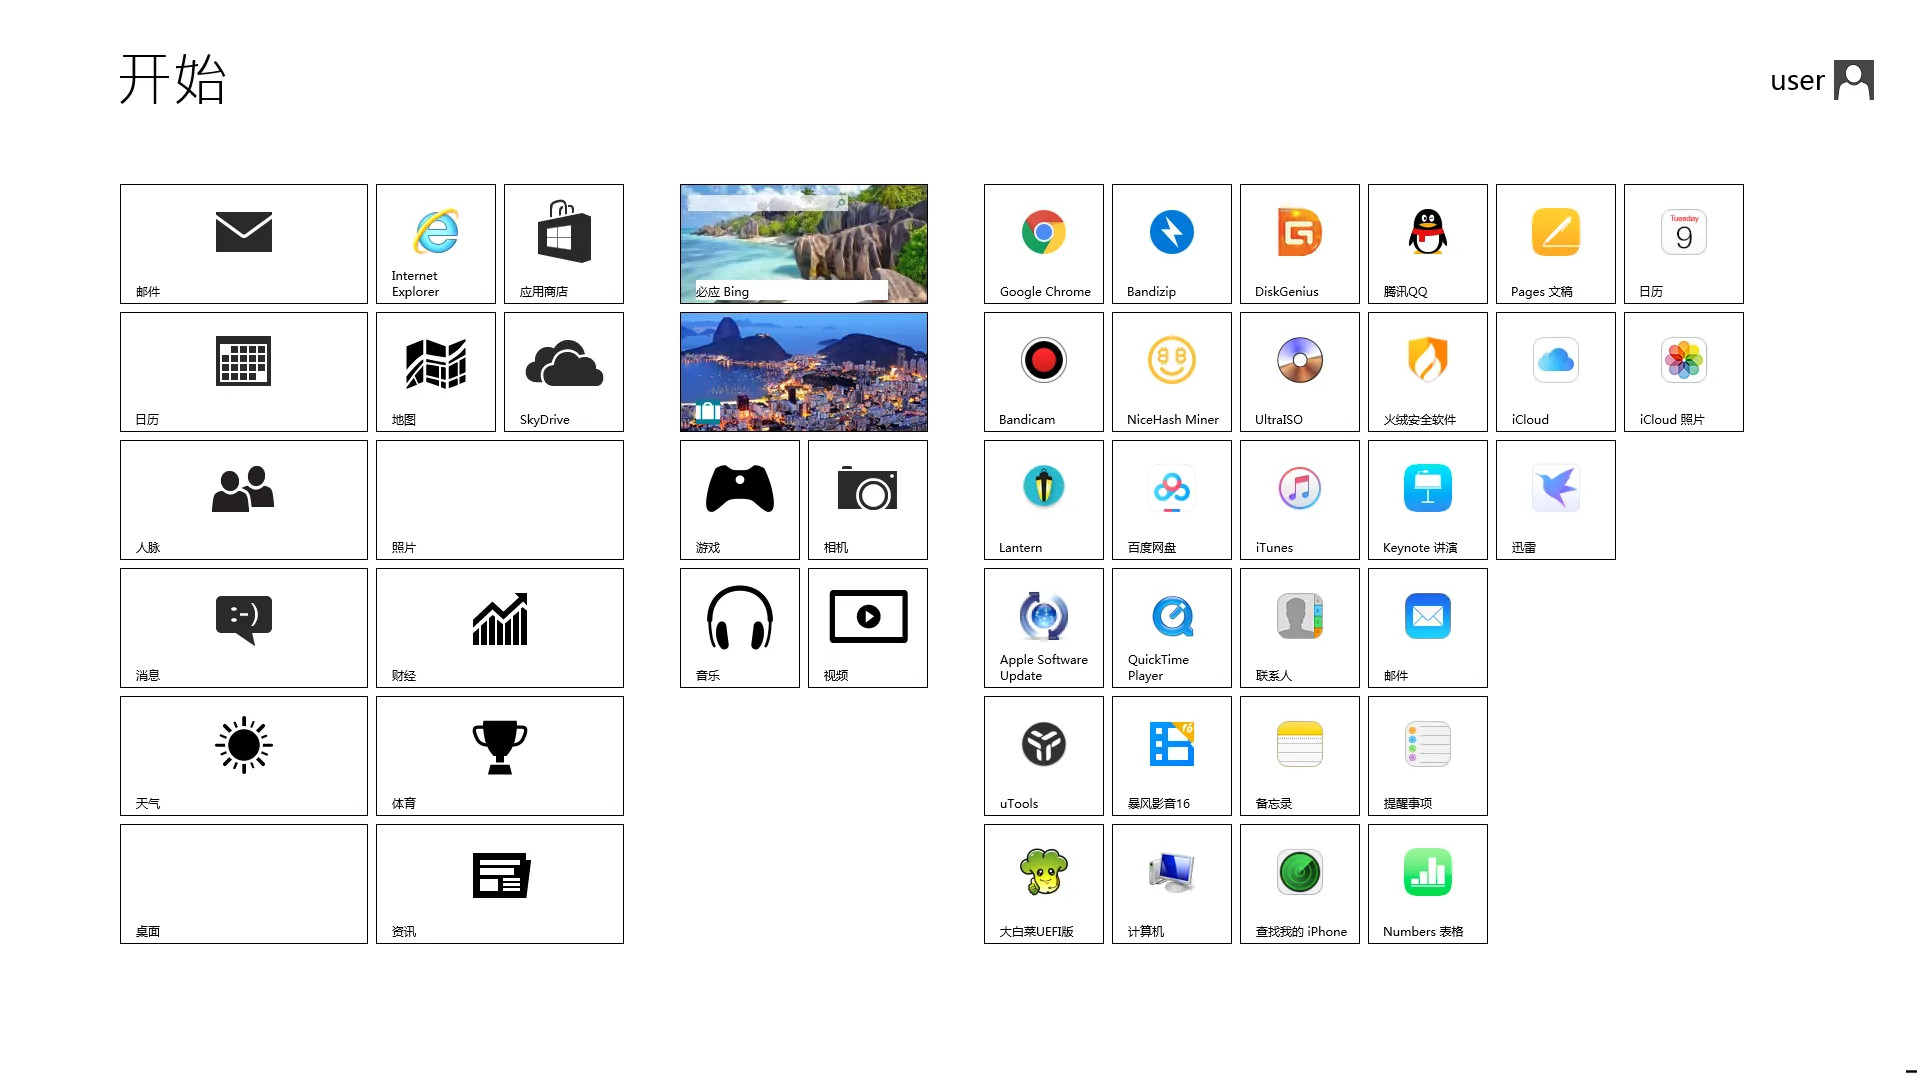 开始
user
邮件
Internet
Explorer
应用商店
日历
地图
SkyDrive
人脉
照片
消息
:-)
财经
天气
体育
桌面
资讯
必应 Bing
游戏
相机
音乐
视频
Google Chrome
Bandizip
DiskGenius
腾讯QQ
Pages 文稿
Tuesday
9
日历
Bandicam
NiceHash Miner
UltraISO
火绒安全软件
iCloud
iCloud 照片
Lantern
百度网盘
iTunes
Keynote 讲演
迅雷
Apple Software
Update
QuickTime
Player
联系人
邮件
uTools
16
暴风影音16
备忘录
提醒事项
大白菜UEFI版
计算机
查找我的 iPhone
Numbers 表格